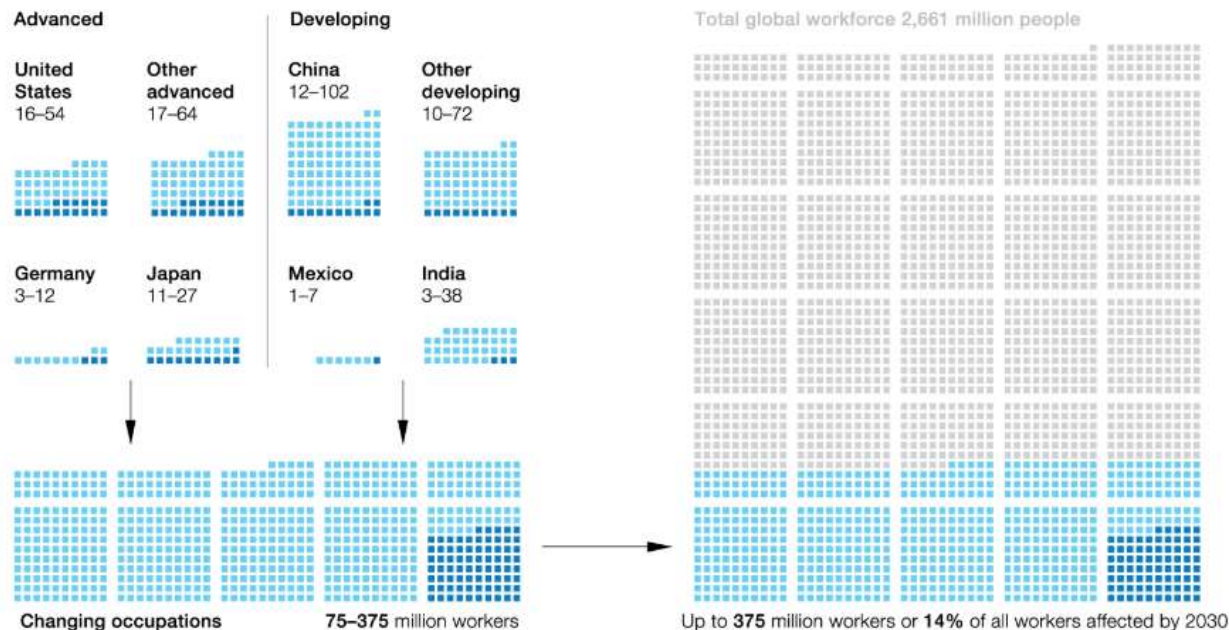 Advanced
Developing
Total global workforce 2,661 million people
United
States
16–54
Other
advanced
17–64
China
12–102
Other
developing
10–72
Germany
3–12
Japan
11–27
Mexico
1–7
India
3–38
Changing occupations
75–375 million workers
Up to 375 million workers or 14% of all workers affected by 2030